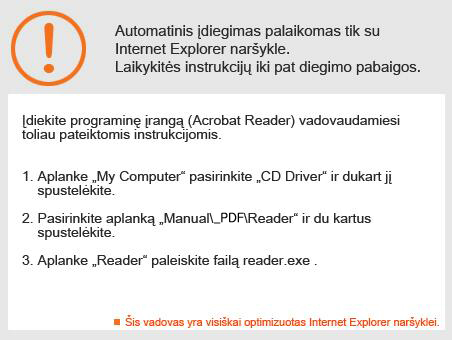 Automatinis įdiegimas palaikomas tik su
Internet Explorer naršykle.
Laikykitės instrukcijų iki pat diegimo pabaigos.
Įdiekite programinę įrangą (Acrobat Reader) vadovaudamiesi
toliau pateiktomis instrukcijomis.
1. Aplanke „My Computer“ pasirinkite „CD Driver“ ir dukart jį
spustelėkite.
2. Pasirinkite aplanką „Manual\_PDF\Reader“ ir du kartus
spustelėkite.
3. Aplanke „Reader“ paleiskite failą reader.exe .
Šis vadovas yra visiškai optimizuotas Internet Explorer naršyklei.